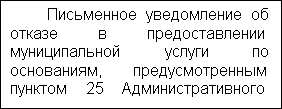 Письменное уведомление об
отказе в предоставлении
муниципальной услуги по
основаниям, предусмотренным
пунктом 25 Административного